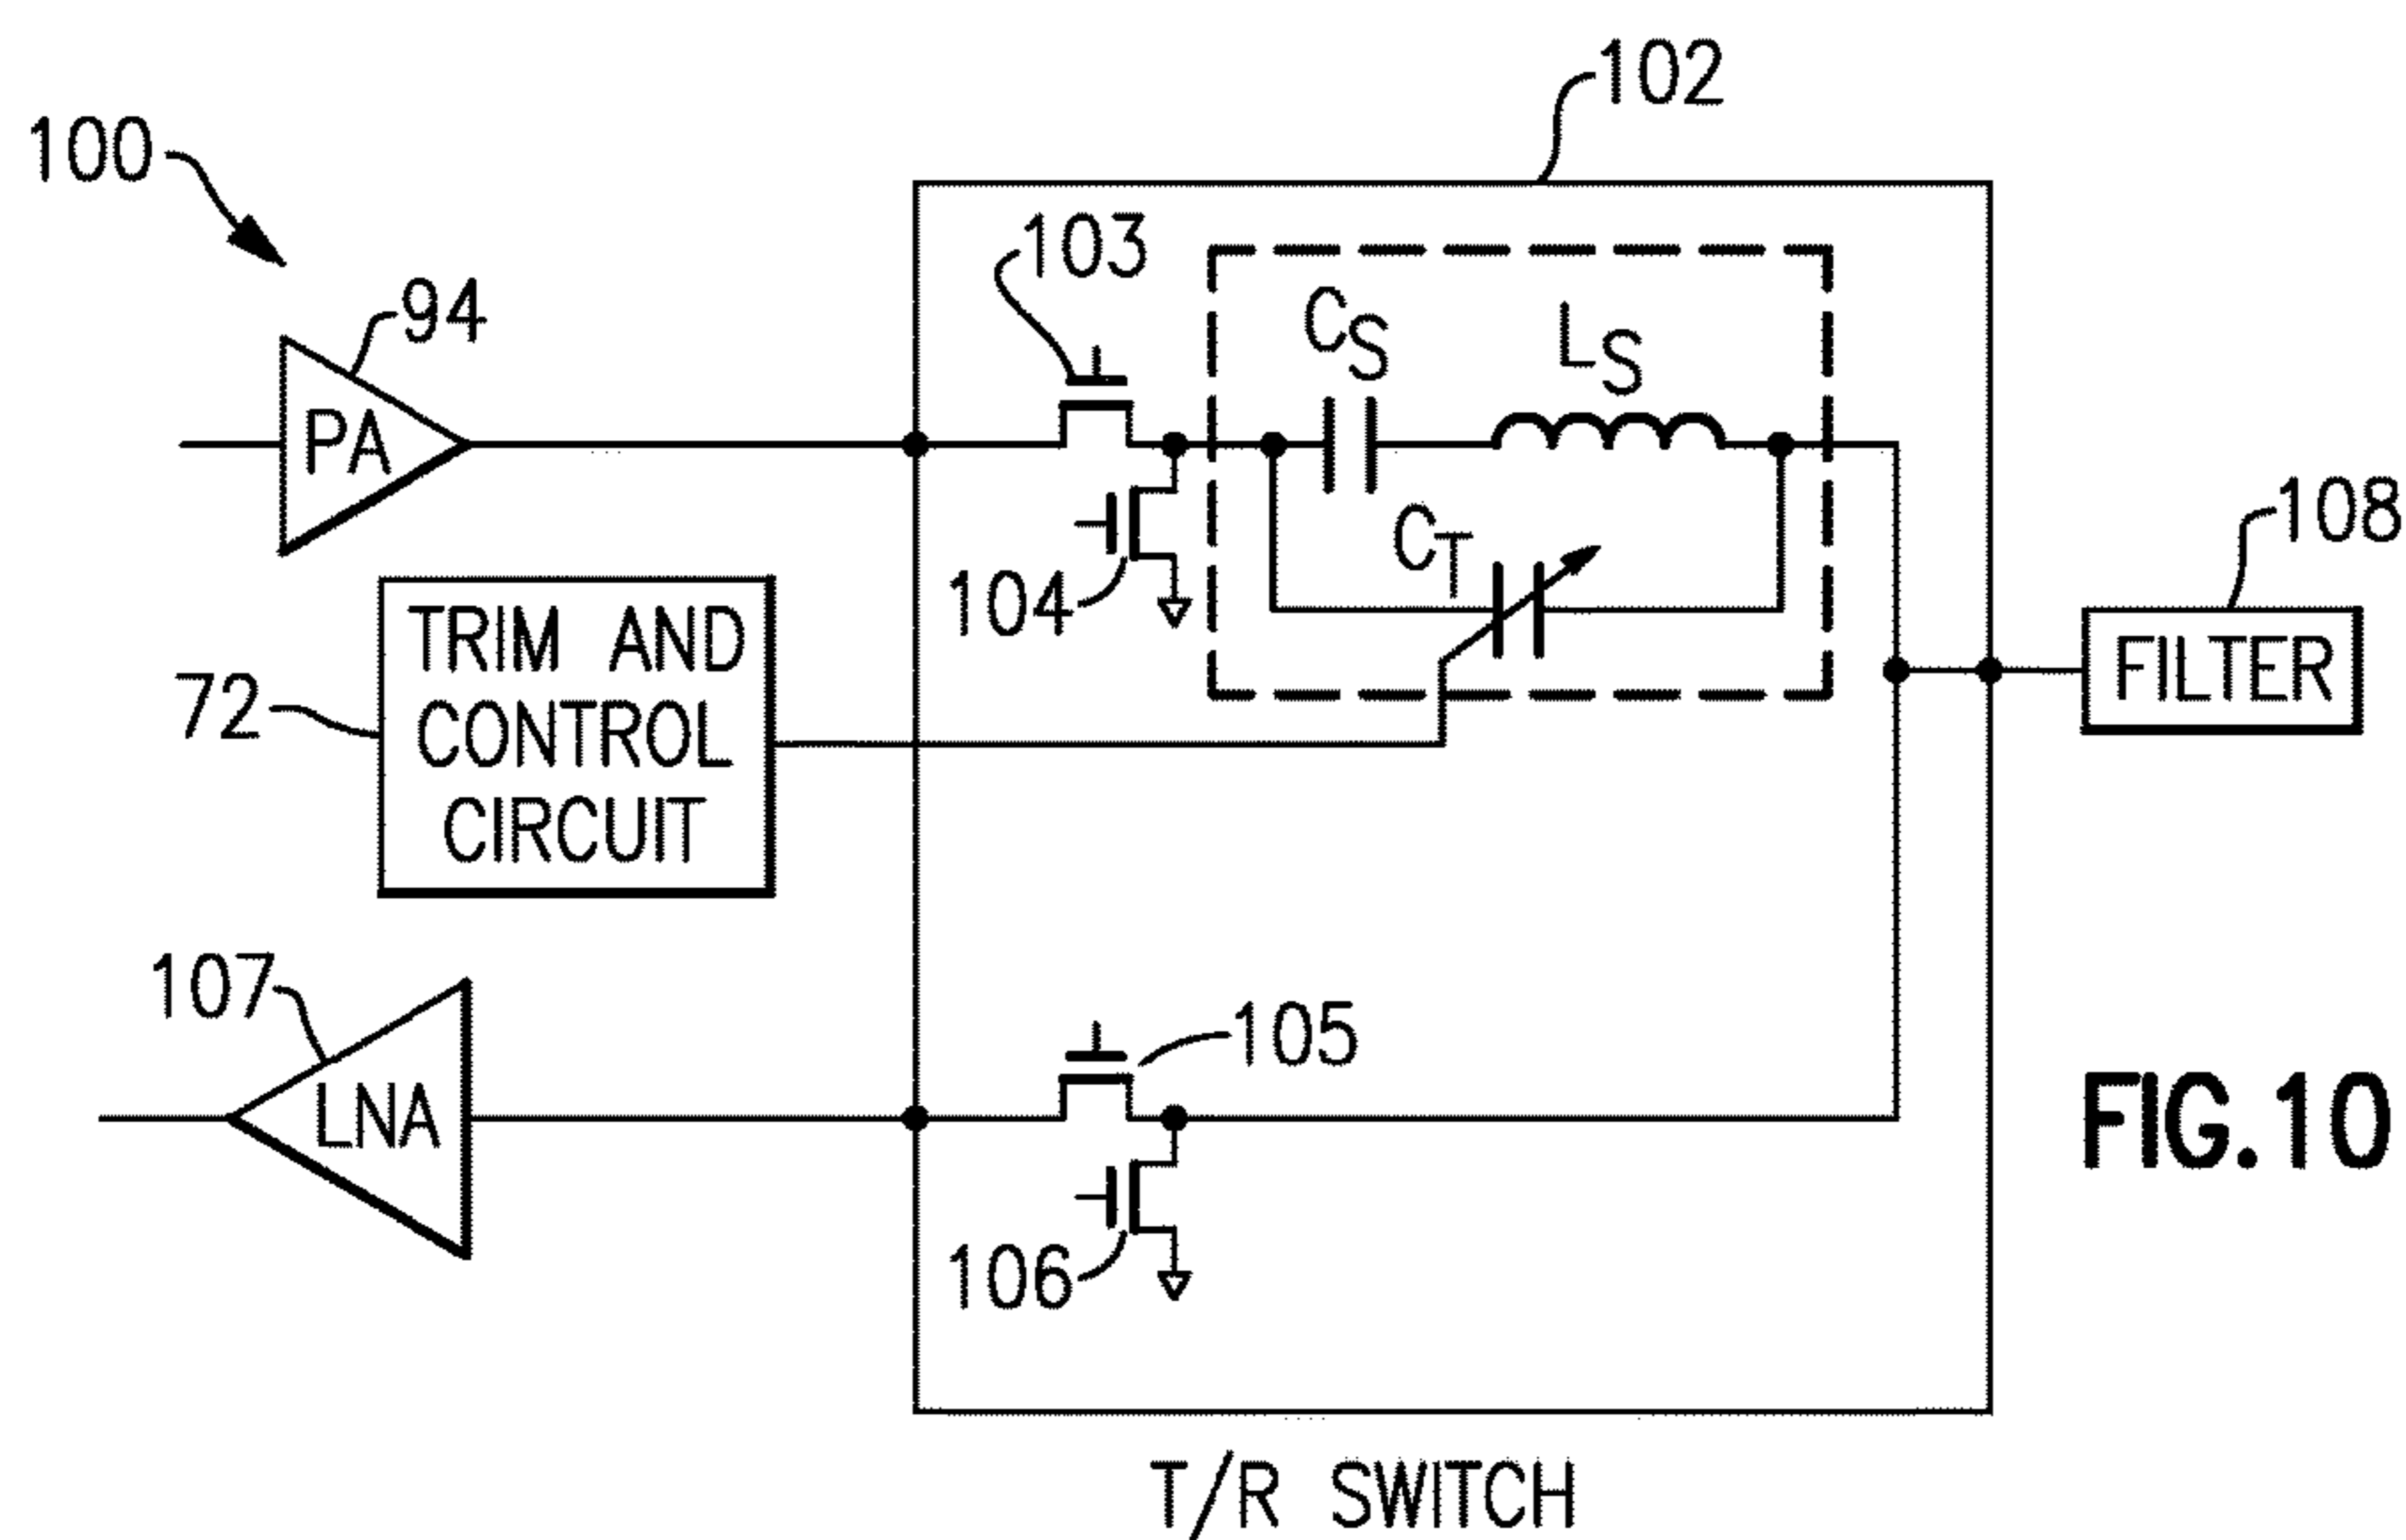 102
100
103
94
C_S
L_S
PA
108
C_T
104
FILTER
TRIM AND
CONTROL
CIRCUIT
72
107
105
LNA
FIG.10
106
T/R SWITCH